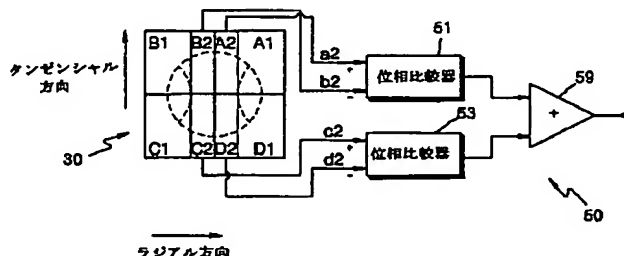 B1 B2 A2 A1
タンゼンシャル
方向
30
C1 C2 D2 D1
ラジアル方向
a2
b2
c2
d2
+
-
+
-
51
位相比較器
53
位相比較器
59
+
50